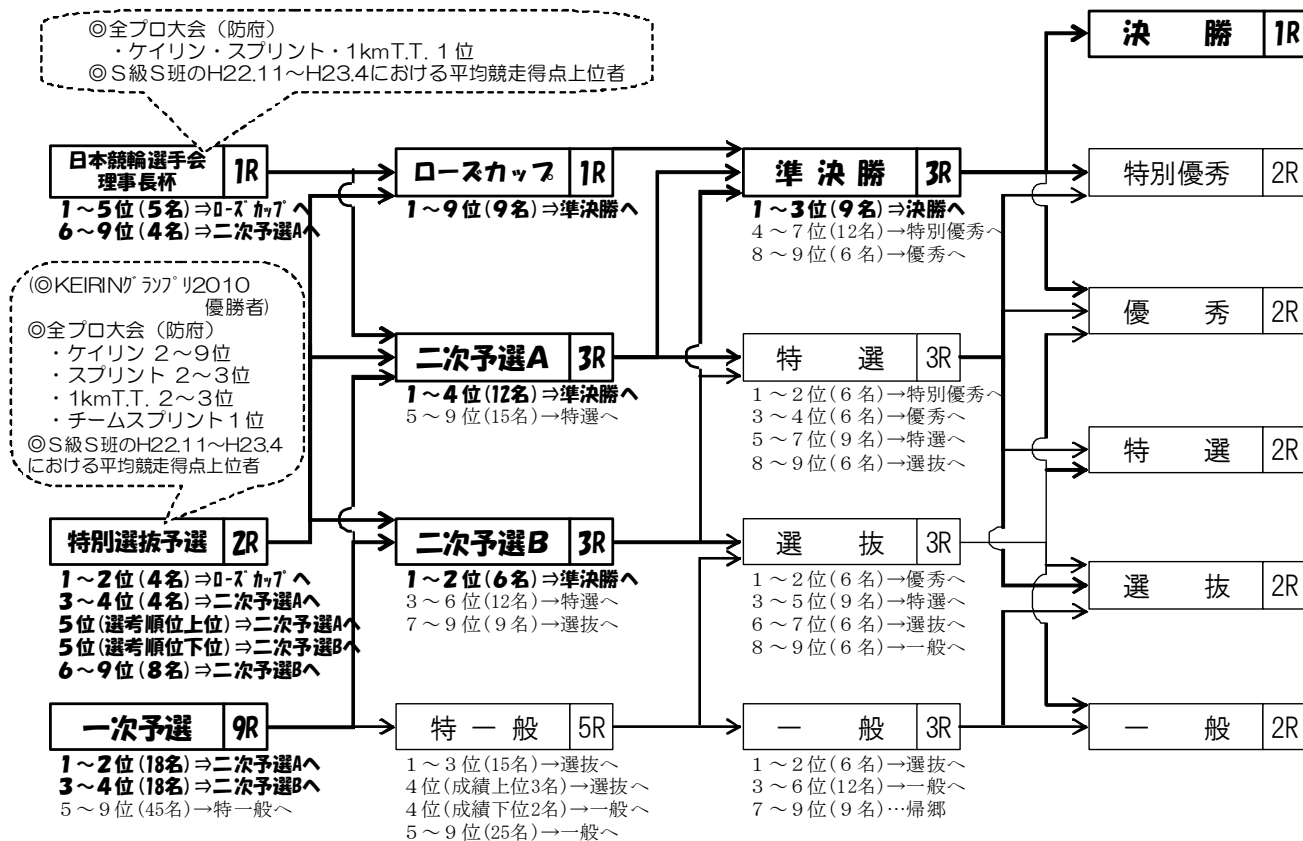 ◎全プロ大会（防府）
・ケイリン・スプリント・1kmT.T. 1位
◎S級S班のH22.11～H23.4における平均競走得点上位者
日本競輪選手会
理事長杯 1R
1～5位(5名)⇒ローズカップへ
6～9位(4名)⇒二次予選Aへ
(◎KEIRINグランプリ2010
優勝者)
◎全プロ大会（防府）
・ケイリン 2～9位
・スプリント 2～3位
・1kmT.T. 2～3位
・チームスプリント1位
◎S級S班のH22.11～H23.4
における平均競走得点上位者
特別選抜予選 2R
1～2位(4名)⇒ローズカップへ
3～4位(4名)⇒二次予選Aへ
5位(選考順位上位)⇒二次予選Aへ
5位(選考順位下位)⇒二次予選Bへ
6～9位(8名)⇒二次予選Bへ
一次予選 9R
1～2位(18名)⇒二次予選Aへ
3～4位(18名)⇒二次予選Bへ
5～9位(45名)→特一般へ
ローズカップ 1R
1～9位(9名)⇒準決勝へ
二次予選A 3R
1～4位(12名)⇒準決勝へ
5～9位(15名)→特選へ
二次予選B 3R
1～2位(6名)⇒準決勝へ
3～6位(12名)→特選へ
7～9位(9名)→選抜へ
特一般 5R
1～3位(15名)→選抜へ
4位(成績上位3名)→選抜へ
4位(成績下位2名)→一般へ
5～9位(25名)→一般へ
準決勝 3R
1～3位(9名)⇒決勝へ
4～7位(12名)→特別優秀へ
8～9位(6名)→優秀へ
特選 3R
1～2位(6名)→特別優秀へ
3～4位(6名)→優秀へ
5～7位(9名)→特選へ
8～9位(6名)→選抜へ
選抜 3R
1～2位(6名)→優秀へ
3～5位(9名)→特選へ
6～7位(6名)→選抜へ
8～9位(6名)→一般へ
一般 3R
1～2位(6名)→選抜へ
3～6位(12名)→一般へ
7～9位(9名)…帰郷
決勝 1R
特別優秀 2R
優秀 2R
特選 2R
選抜 2R
一般 2R